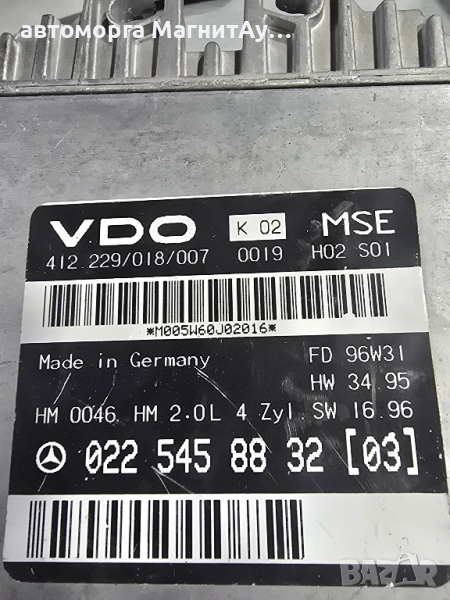 автоморга МагнитАу...
VDO K 02 MSE
412.229/018/007 0019 H02 S01
*M005W60J02016*
Made in Germany FD 96W31
HW 34.95
HM 0046 HM 2.0L 4 Zyl. SW 16.96
022 545 88 32 [03]
BAZAR